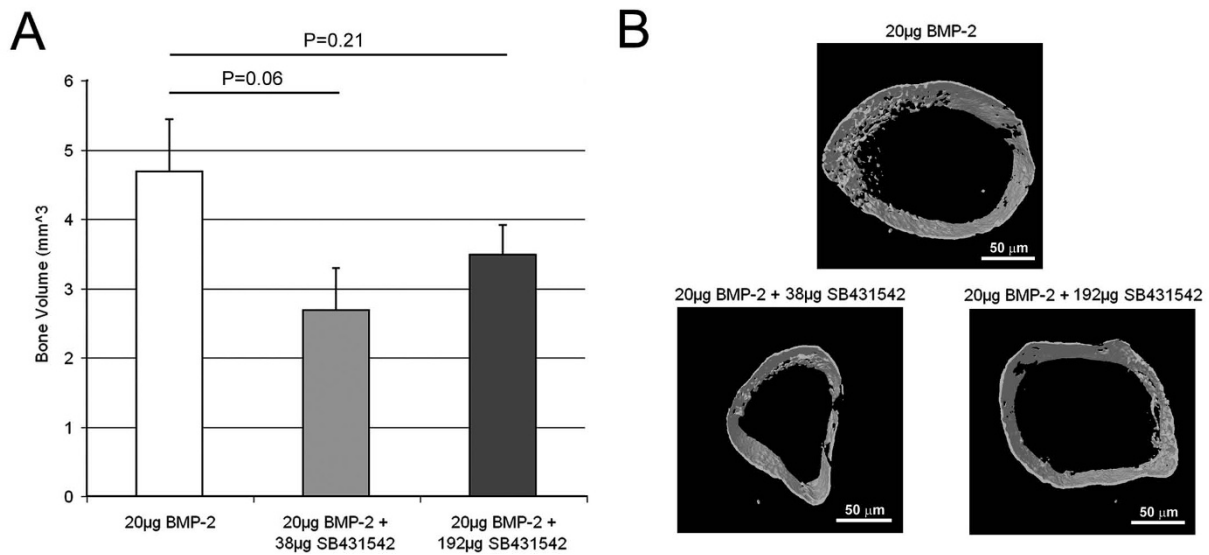 A
P=0.21
P=0.06
6
5
4
3
2
1
0
Bone Volume (mm^3
20µg BMP-2
20µg BMP-2 +
38µg SB431542
20µg BMP-2 +
192µg SB431542
B
20µg BMP-2
50 µm
20µg BMP-2 + 38µg SB431542
50 µm
20µg BMP-2 + 192µg SB431542
50 µm